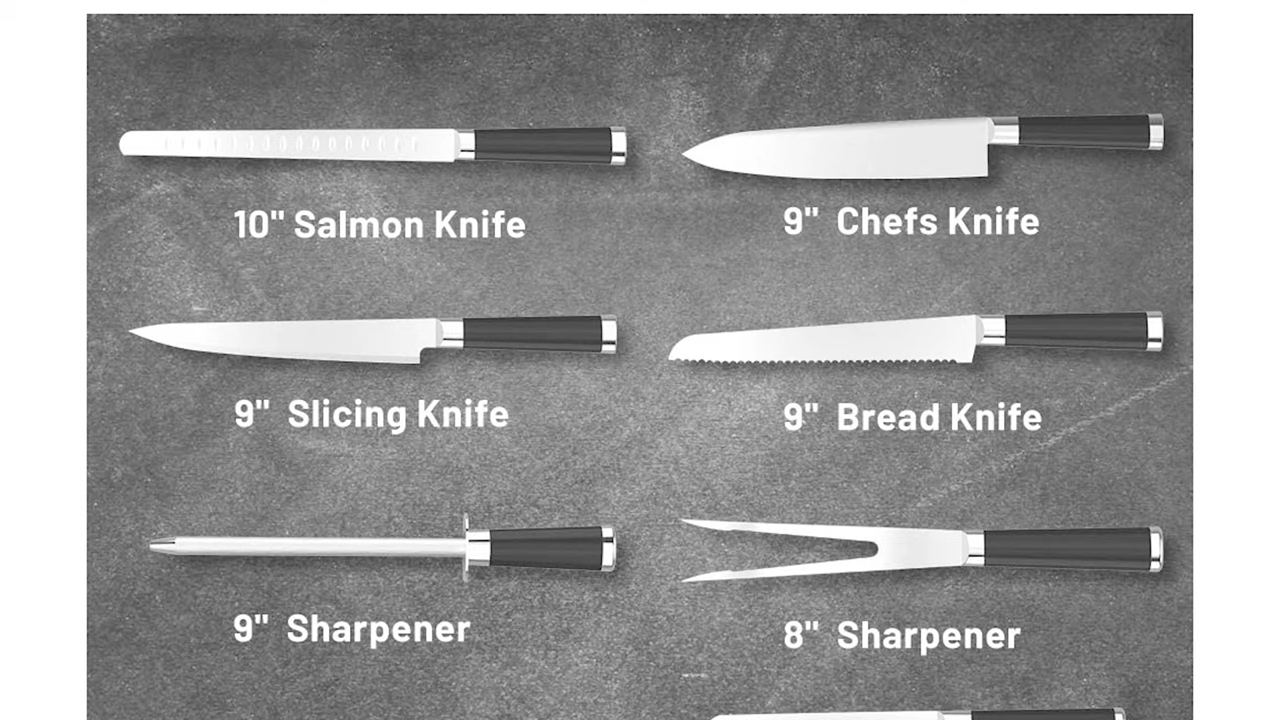 10" Salmon Knife
9" Chefs Knife
9" Slicing Knife
9" Bread Knife
9" Sharpener
8" Sharpener